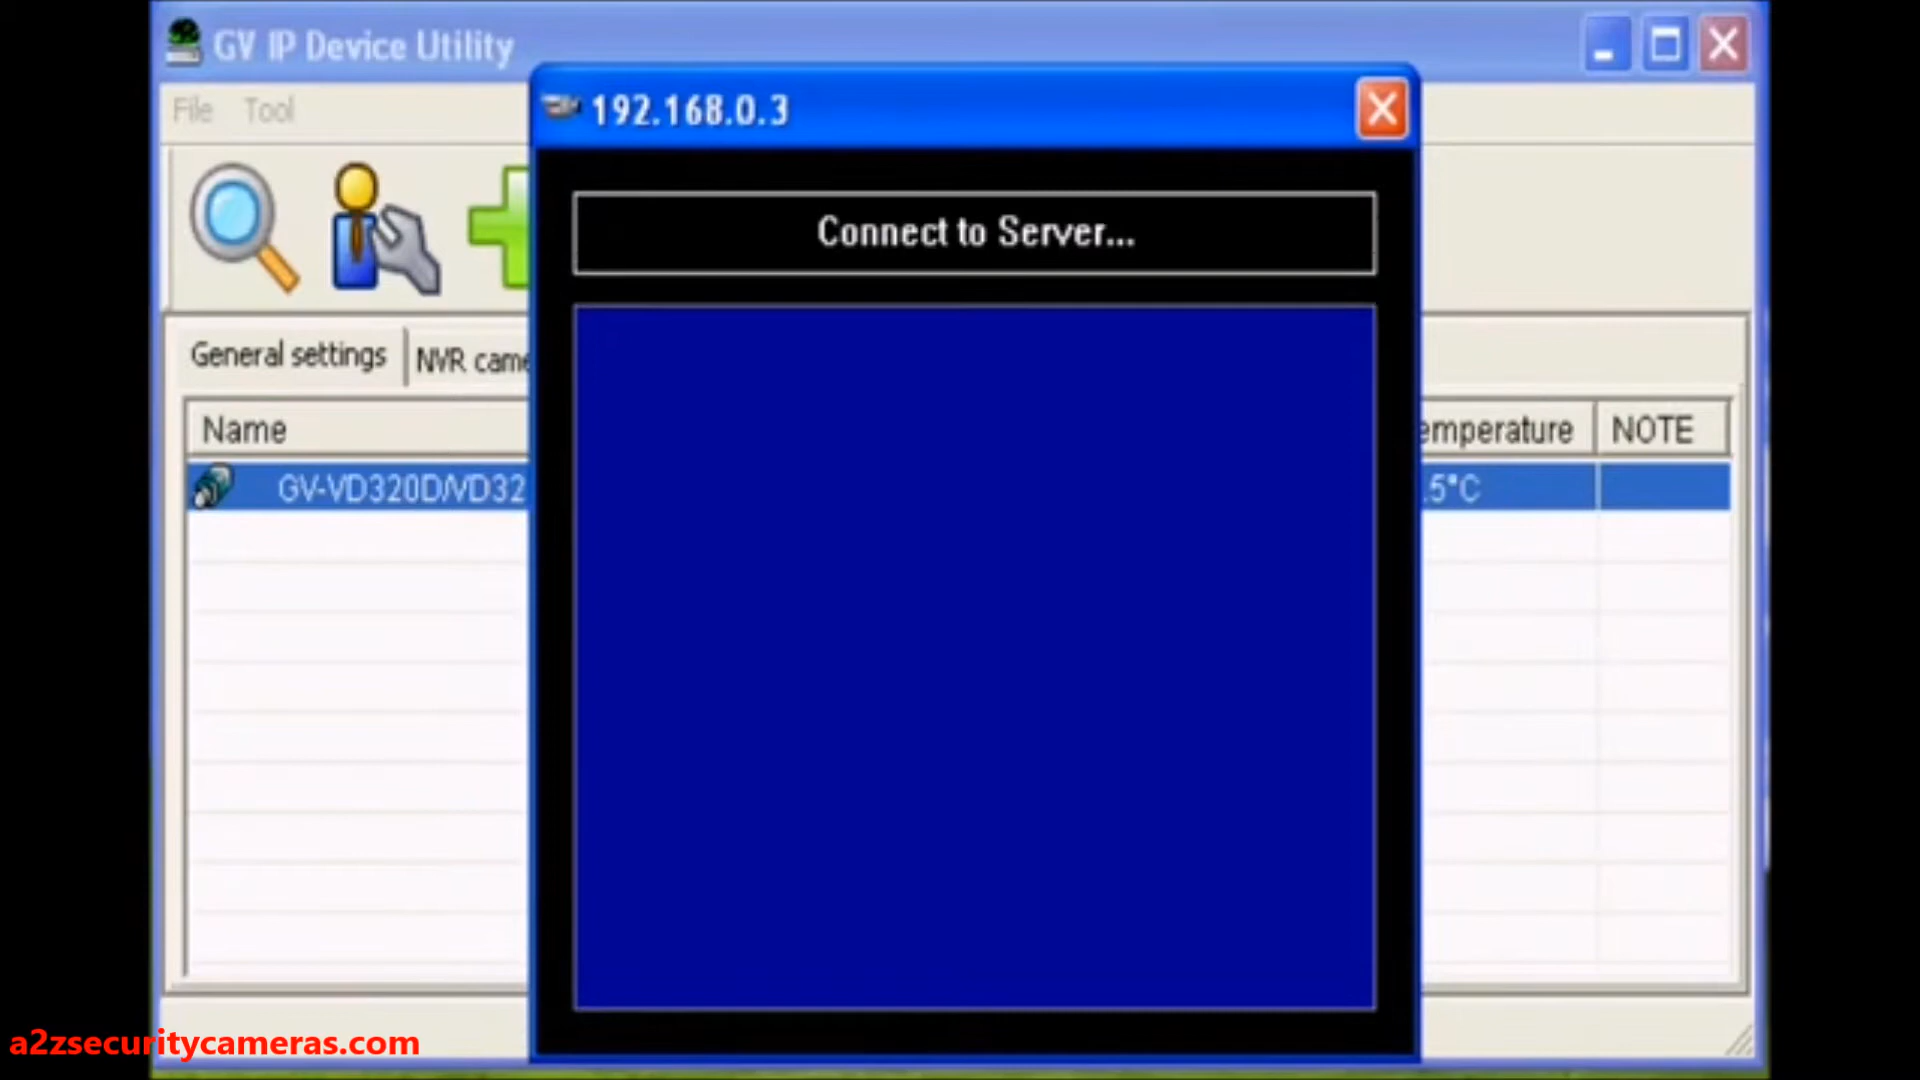 GV IP Device Utility
192.168.0.3
File Tool
Connect to Server...
General settings NVR came
Name emperature NOTE
GV-VD320D/VD32 .5°C
a2zsecuritycameras.com